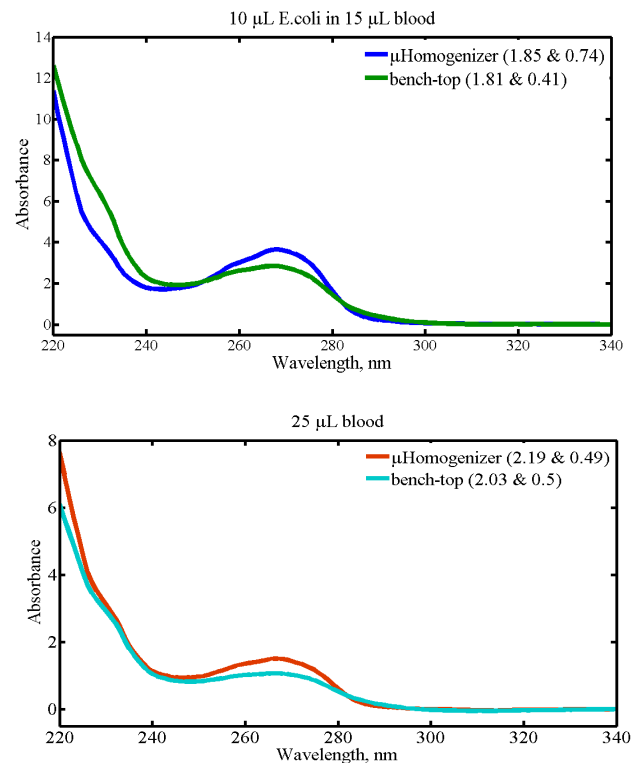 10 µL E.coli in 15 µL blood
14
12
10
8
6
4
2
0
Absorbance
µHomogenizer (1.85 & 0.74)
bench-top (1.81 & 0.41)
220 240 260 280 300 320 340
Wavelength, nm
25 µL blood
8
6
4
2
0
Absorbance
µHomogenizer (2.19 & 0.49)
bench-top (2.03 & 0.5)
220 240 260 280 300 320 340
Wavelength, nm